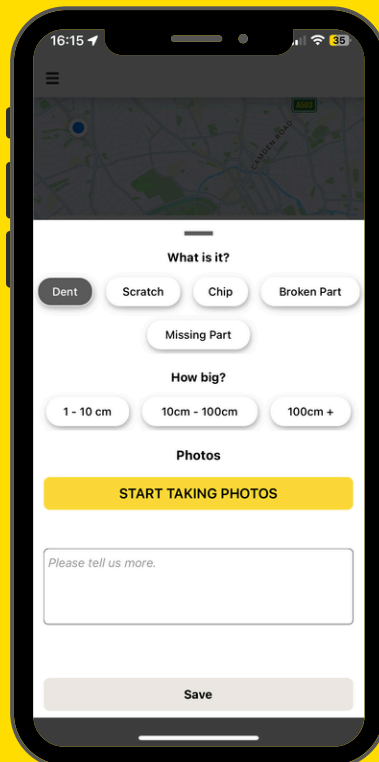 16:15
35
A503
CAMDEN ROAD
What is it?
Dent Scratch Chip Broken Part
Missing Part
How big?
1 - 10 cm 10cm - 100cm 100cm +
Photos
START TAKING PHOTOS
Please tell us more.
Save